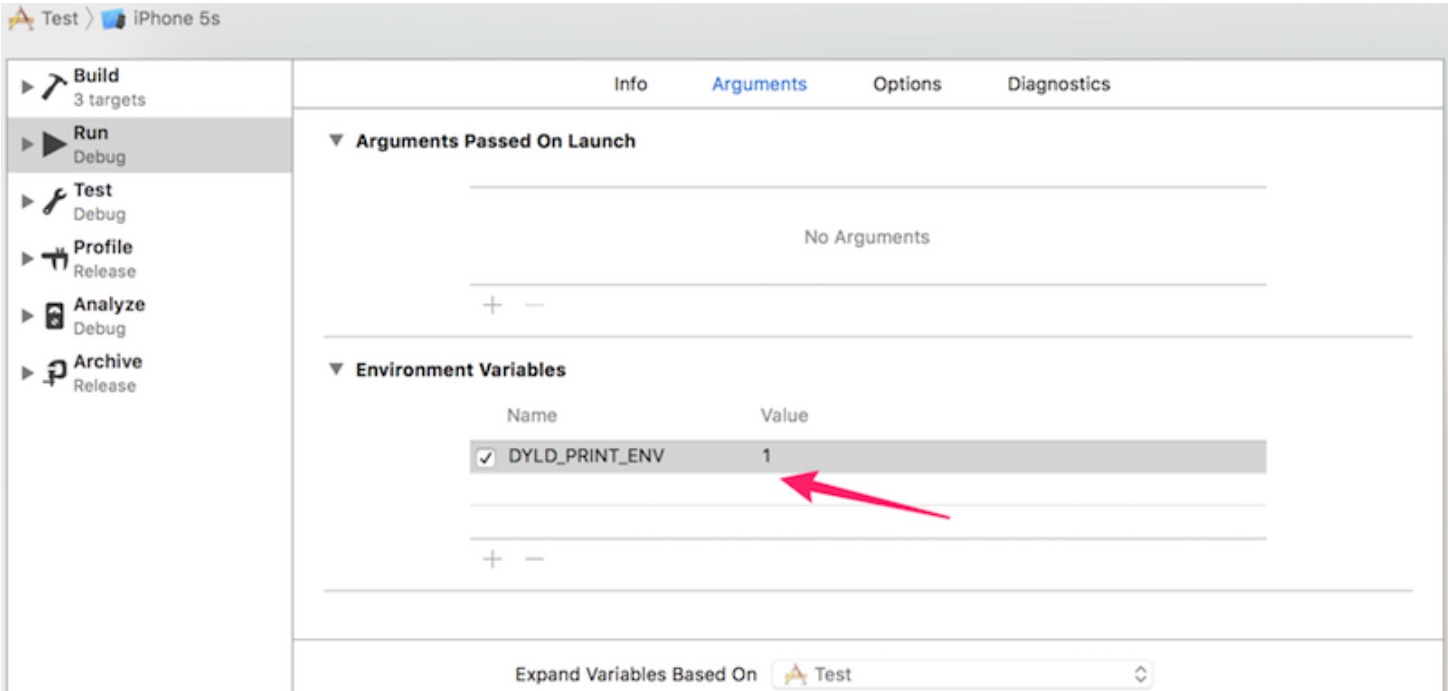 Test 〉 iPhone 5s
Build
3 targets
Run
Debug
Test
Debug
Profile
Release
Analyze
Debug
Archive
Release
Info Arguments Options Diagnostics
Arguments Passed On Launch
No Arguments
Environment Variables
Name Value
DYLD_PRINT_ENV 1
Expand Variables Based On Test